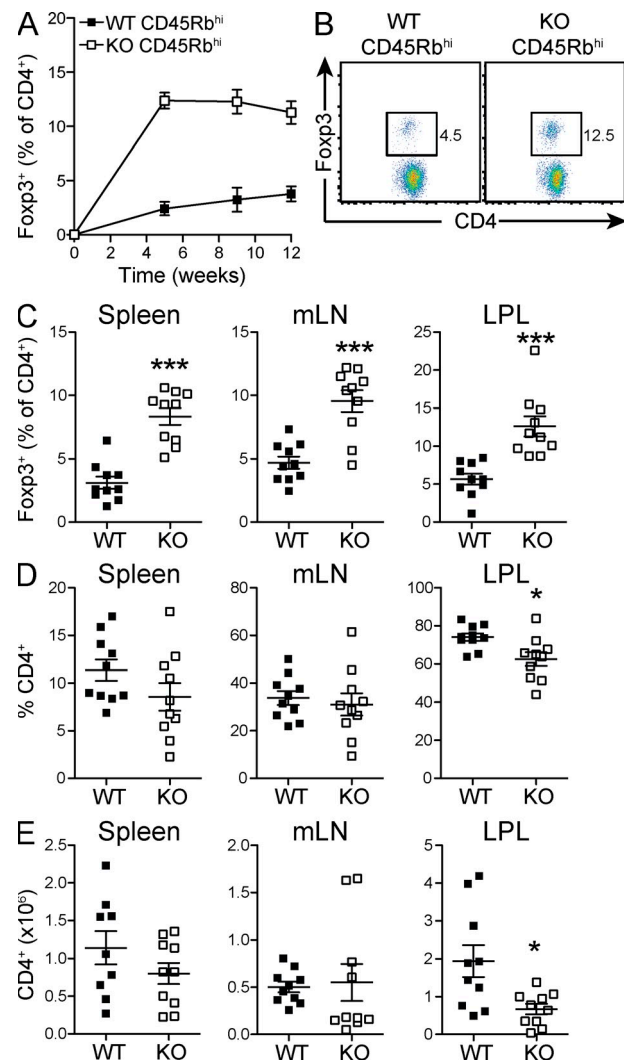 A
WT CD45Rbhi
KO CD45Rbhi
Foxp3+ (% of CD4+)
20
15
10
5
0
0 2 4 6 8 10 12
Time (weeks)
B
WT CD45Rbhi
KO CD45Rbhi
Foxp3
4.5
12.5
CD4
C
Spleen
mLN
LPL
Foxp3+ (% of CD4+)
15
10
5
0
***
WT KO
15
10
5
0
***
WT KO
25
20
15
10
5
0
***
WT KO
D
Spleen
mLN
LPL
% CD4+
20
15
10
5
0
WT KO
80
60
40
20
0
WT KO
100
80
60
40
20
0
*
WT KO
E
Spleen
mLN
LPL
CD4+ (x10⁶)
2.5
2.0
1.5
1.0
0.5
0.0
WT KO
2.0
1.5
1.0
0.5
0.0
WT KO
5
4
3
2
1
0
*
WT KO